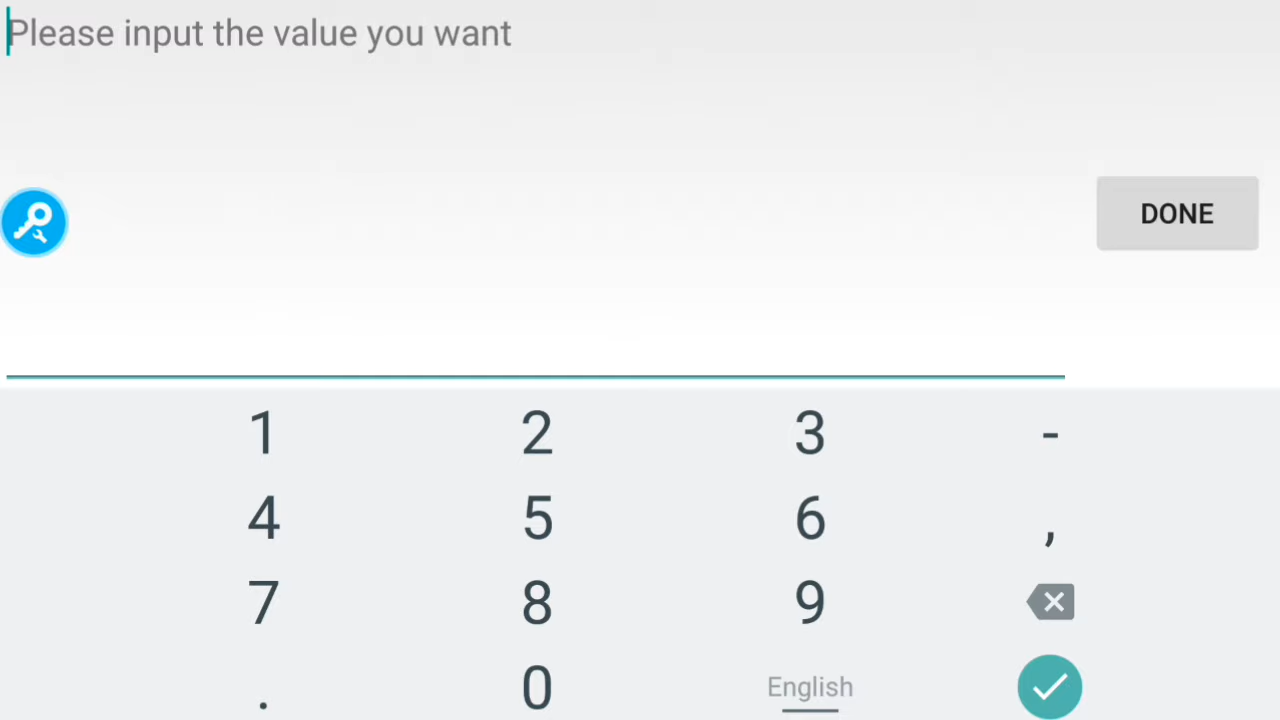 Please input the value you want
DONE
1 2 3 -
4 5 6 ,
7 8 9
. 0 English